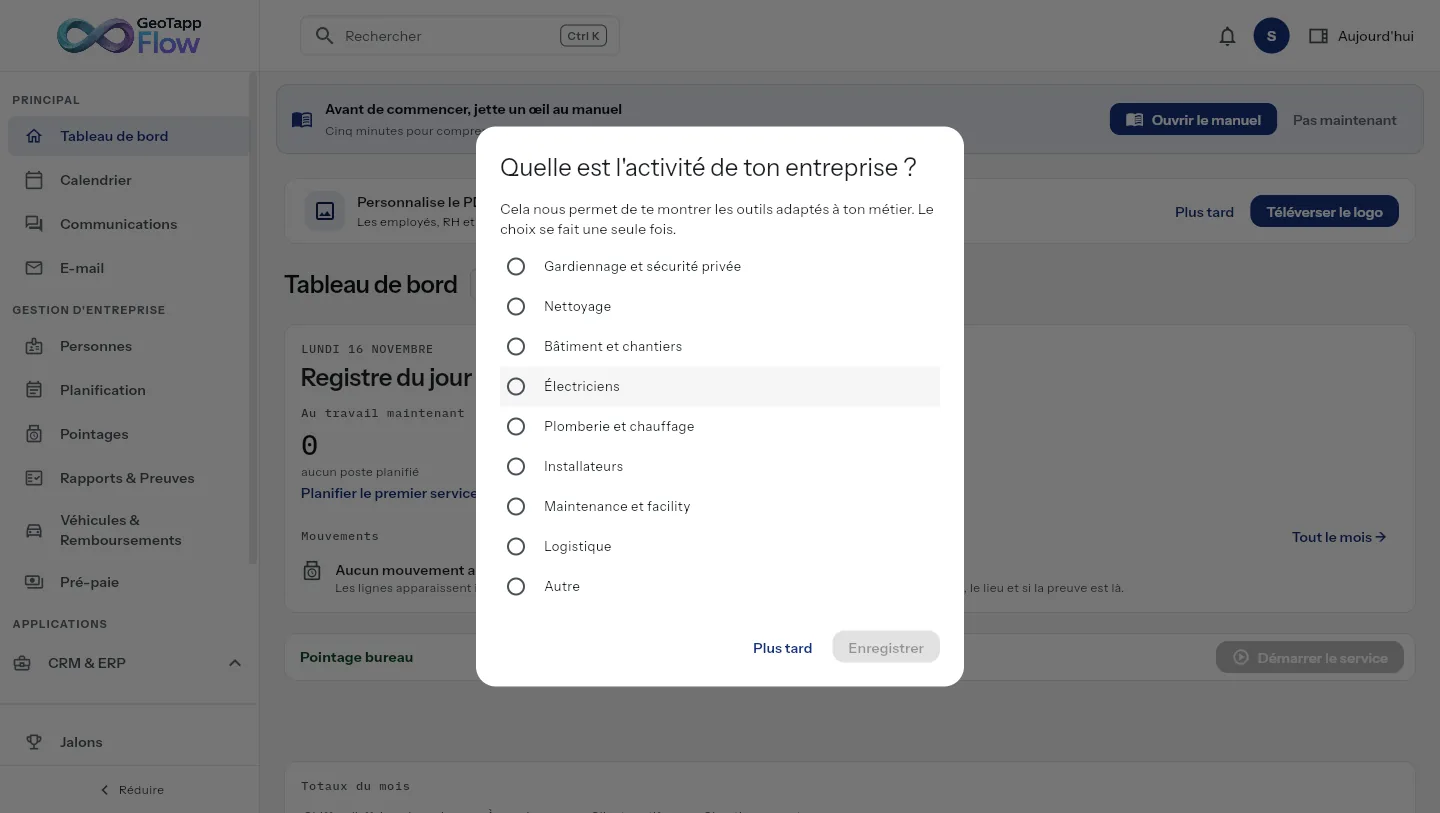 GeoTapp
Flow
Rechercher
Ctrl K
S
Aujourd'hui
PRINCIPAL
Tableau de bord
Calendrier
Communications
E-mail
GESTION D'ENTREPRISE
Personnes
Planification
Pointages
Rapports & Preuves
Véhicules &
Remboursements
Pré-paie
APPLICATIONS
CRM & ERP
Jalons
Réduire
Avant de commencer, jette un œil au manuel
Cinq minutes pour
Ouvrir le manuel
Pas maintenant
Personnalise le
Les employés, RH et
Plus tard
Téléverser le logo
Tableau de bord
LUNDI 16 NOVEMBRE
Registre du jour
Au travail maintenant
0
aucun poste planifié
Planifier le premier service
Mouvements
Tout le mois →
Aucun mouvement
Les lignes apparaissent
, le lieu et si la preuve est là.
Pointage bureau
Démarrer le service
Totaux du mois
Quelle est l'activité de ton entreprise ?
Cela nous permet de te montrer les outils adaptés à ton métier. Le
choix se fait une seule fois.
Gardiennage et sécurité privée
Nettoyage
Bâtiment et chantiers
Électriciens
Plomberie et chauffage
Installateurs
Maintenance et facility
Logistique
Autre
Plus tard
Enregistrer